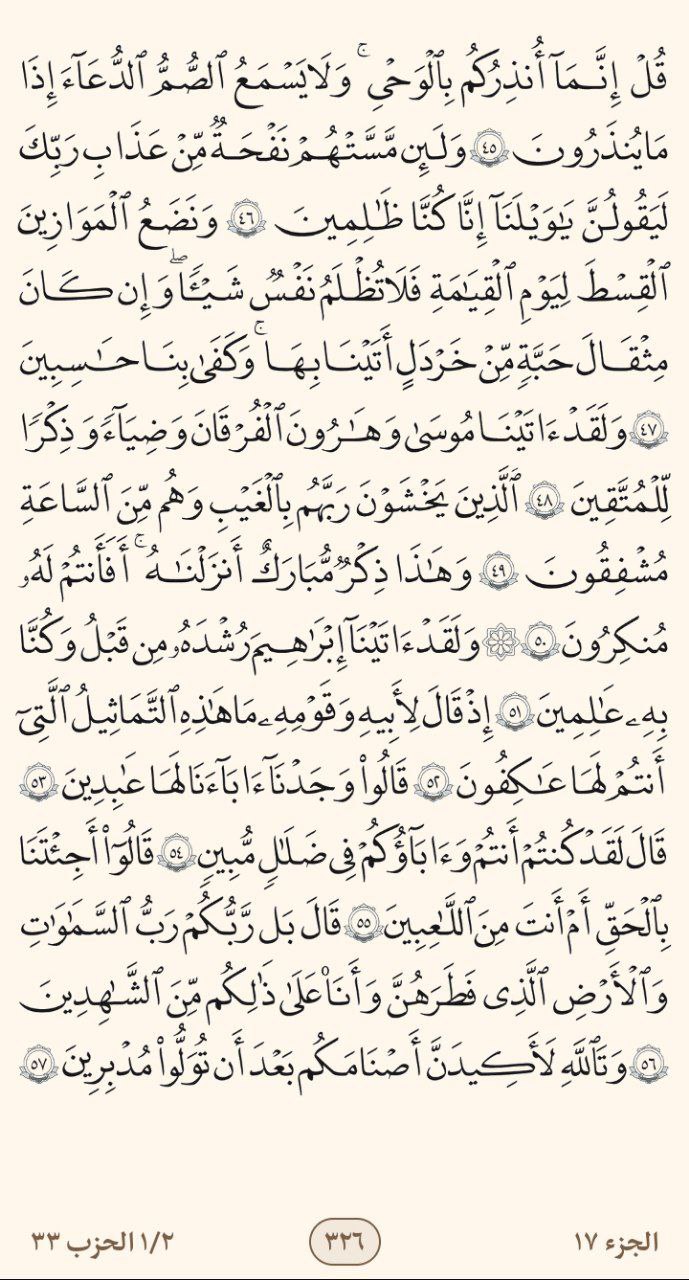 قُلْ إِنَّمَآ أُنذِرُكُم بِٱلْوَحْىِ ۚ وَلَا يَسْمَعُ ٱلصُّمُّ ٱلدُّعَآءَ إِذَا
مَا يُنذَرُونَ ٤٥ وَلَئِن مَّسَّتْهُمْ نَفْحَةٌ مِّنْ عَذَابِ رَبِّكَ
لَيَقُولُنَّ يَـٰوَيْلَنَآ إِنَّا كُنَّا ظَـٰلِمِينَ ٤٦ وَنَضَعُ ٱلْمَوَٰزِينَ
ٱلْقِسْطَ لِيَوْمِ ٱلْقِيَـٰمَةِ فَلَا تُظْلَمُ نَفْسٌ شَيْـًٔا ۖ وَإِن كَانَ
مِثْقَالَ حَبَّةٍ مِّنْ خَرْدَلٍ أَتَيْنَا بِهَا ۚ وَكَفَىٰ بِنَا حَـٰسِبِينَ
٤٧ وَلَقَدْ ءَاتَيْنَا مُوسَىٰ وَهَـٰرُونَ ٱلْفُرْقَانَ وَضِيَآءً وَذِكْرًا
لِّلْمُتَّقِينَ ٤٨ ٱلَّذِينَ يَخْشَوْنَ رَبَّهُم بِٱلْغَيْبِ وَهُم مِّنَ ٱلسَّاعَةِ
مُشْفِقُونَ ٤٩ وَهَـٰذَا ذِكْرٌ مُّبَارَكٌ أَنزَلْنَـٰهُ ۚ أَفَأَنتُمْ لَهُۥ
مُنكِرُونَ ٥٠ ۞ وَلَقَدْ ءَاتَيْنَآ إِبْرَٰهِيمَ رُشْدَهُۥ مِن قَبْلُ وَكُنَّا
بِهِۦ عَـٰلِمِينَ ٥١ إِذْ قَالَ لِأَبِيهِ وَقَوْمِهِۦ مَا هَـٰذِهِ ٱلتَّمَاثِيلُ ٱلَّتِىٓ
أَنتُمْ لَهَا عَـٰكِفُونَ ٥٢ قَالُوا۟ وَجَدْنَآ ءَابَآءَنَا لَهَا عَـٰبِدِينَ ٥٣
قَالَ لَقَدْ كُنتُمْ أَنتُمْ وَءَابَآؤُكُمْ فِى ضَلَـٰلٍ مُّبِينٍ ٥٤ قَالُوٓا۟ أَجِئْتَنَا
بِٱلْحَقِّ أَمْ أَنتَ مِنَ ٱللَّـٰعِبِينَ ٥٥ قَالَ بَل رَّبُّكُمْ رَبُّ ٱلسَّمَـٰوَٰتِ
وَٱلْأَرْضِ ٱلَّذِى فَطَرَهُنَّ وَأَنَا۠ عَلَىٰ ذَٰلِكُم مِّنَ ٱلشَّـٰهِدِينَ
٥٦ وَتَٱللَّهِ لَأَكِيدَنَّ أَصْنَـٰمَكُم بَعْدَ أَن تُوَلُّوا۟ مُدْبِرِينَ ٥٧
الجزء ١٧ ٣٢٦ ١/٢ الحزب ٣٣